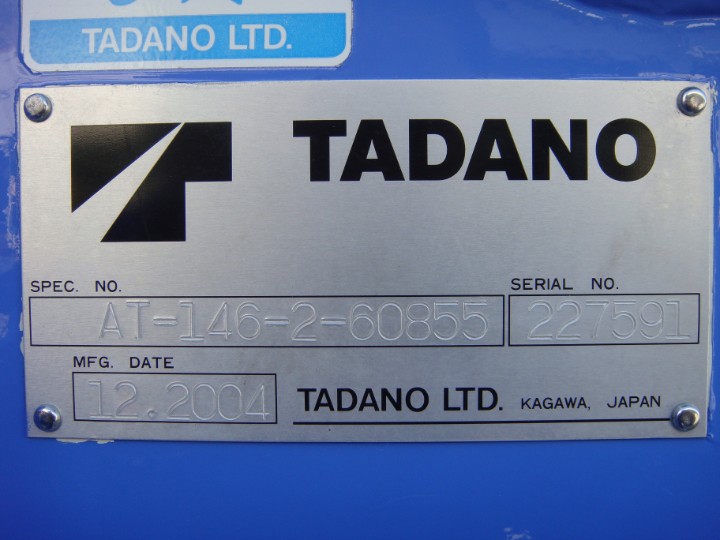 TADANO LTD.
TADANO
SPEC. NO.
AT-146-2-60855
SERIAL NO.
227591
MFG. DATE
12.2004
TADANO LTD. KAGAWA, JAPAN